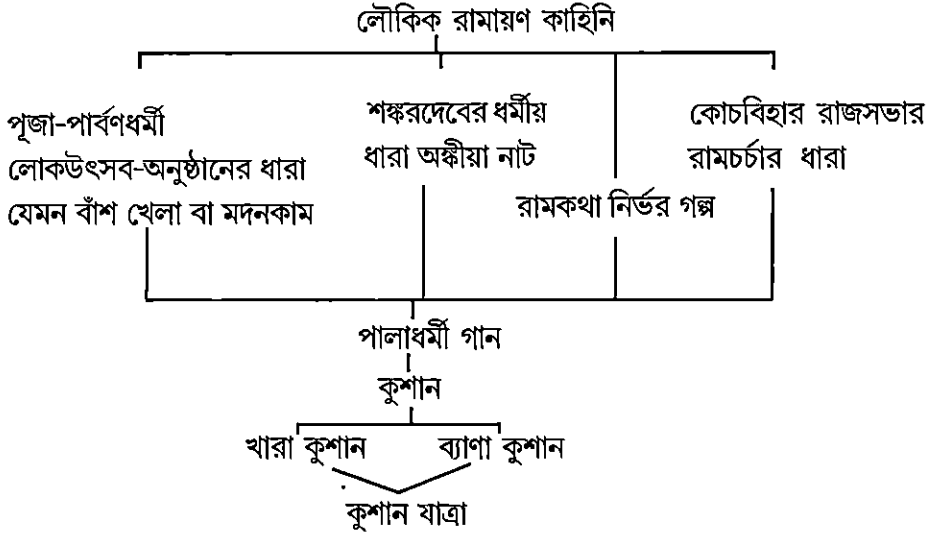 লৌকিক রামায়ণ কাহিনি
পূজা-পার্বণধর্মী
লোকউৎসব-অনুষ্ঠানের ধারা
যেমন বাঁশ খেলা বা মদনকাম
শঙ্করদেবের ধর্মীয়
ধারা অঙ্কীয়া নাট
রামকথা নির্ভর গল্প
কোচবিহার রাজসভার
রামচর্চার ধারা
পালাধর্মী গান
কুশান
খারা কুশান
ব্যাণা কুশান
কুশান যাত্রা